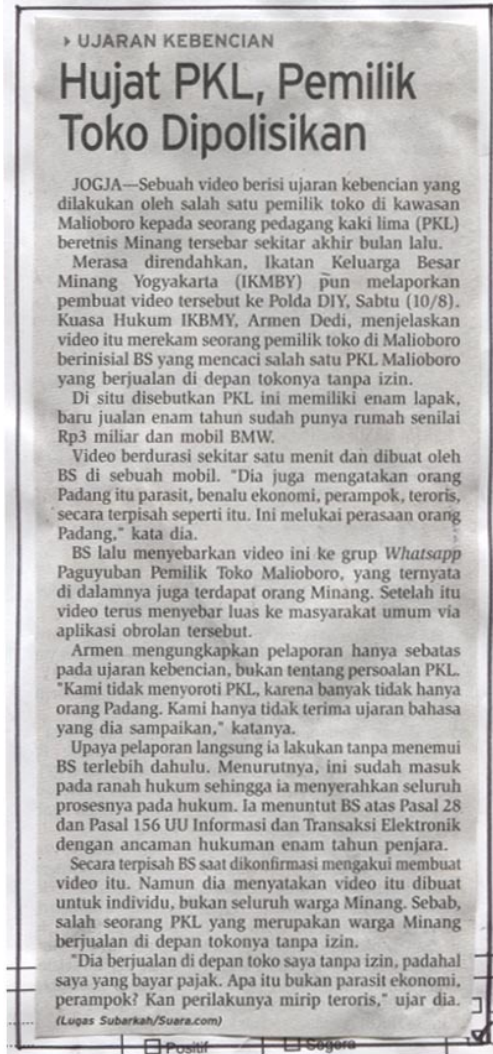 ▸ UJARAN KEBENCIAN
Hujat PKL, Pemilik
Toko Dipolisikan
JOGJA—Sebuah video berisi ujaran kebencian yang
dilakukan oleh salah satu pemilik toko di kawasan
Malioboro kepada seorang pedagang kaki lima (PKL)
beretnis Minang tersebar sekitar akhir bulan lalu.
Merasa direndahkan, Ikatan Keluarga Besar
Minang Yogyakarta (IKMBY) pun melaporkan
pembuat video tersebut ke Polda DIY, Sabtu (10/8).
Kuasa Hukum IKBMY, Armen Dedi, menjelaskan
video itu merekam seorang pemilik toko di Malioboro
berinisial BS yang mencaci salah satu PKL Malioboro
yang berjualan di depan tokonya tanpa izin.
Di situ disebutkan PKL ini memiliki enam lapak,
baru jualan enam tahun sudah punya rumah senilai
Rp3 miliar dan mobil BMW.
Video berdurasi sekitar satu menit dan dibuat oleh
BS di sebuah mobil. "Dia juga mengatakan orang
Padang itu parasit, benalu ekonomi, perampok, teroris,
secara terpisah seperti itu. Ini melukai perasaan orang
Padang," kata dia.
BS lalu menyebarkan video ini ke grup Whatsapp
Paguyuban Pemilik Toko Malioboro, yang ternyata
di dalamnya juga terdapat orang Minang. Setelah itu
video terus menyebar luas ke masyarakat umum via
aplikasi obrolan tersebut.
Armen mengungkapkan pelaporan hanya sebatas
pada ujaran kebencian, bukan tentang persoalan PKL.
"Kami tidak menyoroti PKL, karena banyak tidak hanya
orang Padang. Kami hanya tidak terima ujaran bahasa
yang dia sampaikan," katanya.
Upaya pelaporan langsung ia lakukan tanpa menemui
BS terlebih dahulu. Menurutnya, ini sudah masuk
pada ranah hukum sehingga ia menyerahkan seluruh
prosesnya pada hukum. Ia menuntut BS atas Pasal 28
dan Pasal 156 UU Informasi dan Transaksi Elektronik
dengan ancaman hukuman enam tahun penjara.
Secara terpisah BS saat dikonfirmasi mengakui membuat
video itu. Namun dia menyatakan video itu dibuat
untuk individu, bukan seluruh warga Minang. Sebab,
salah seorang PKL yang merupakan warga Minang
berjualan di depan tokonya tanpa izin.
"Dia berjualan di depan toko saya tanpa izin, padahal
saya yang bayar pajak. Apa itu bukan parasit ekonomi,
perampok? Kan perilakunya mirip teroris," ujar dia.
(Lugas Subarkah/Suara.com)
Positif Segera